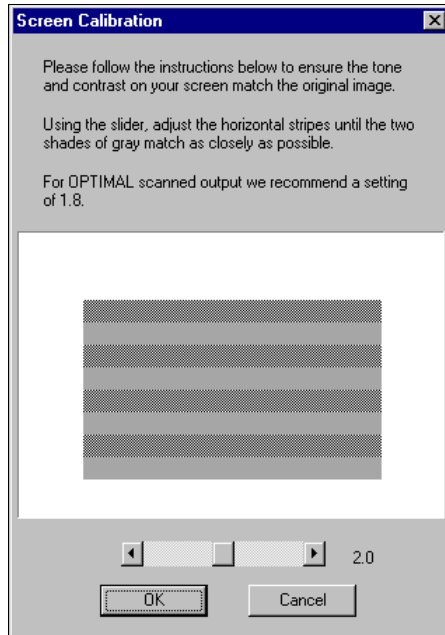 Screen Calibration
Please follow the instructions below to ensure the tone
and contrast on your screen match the original image.
Using the slider, adjust the horizontal stripes until the two
shades of gray match as closely as possible.
For OPTIMAL scanned output we recommend a setting
of 1.8.
2.0
OK
Cancel